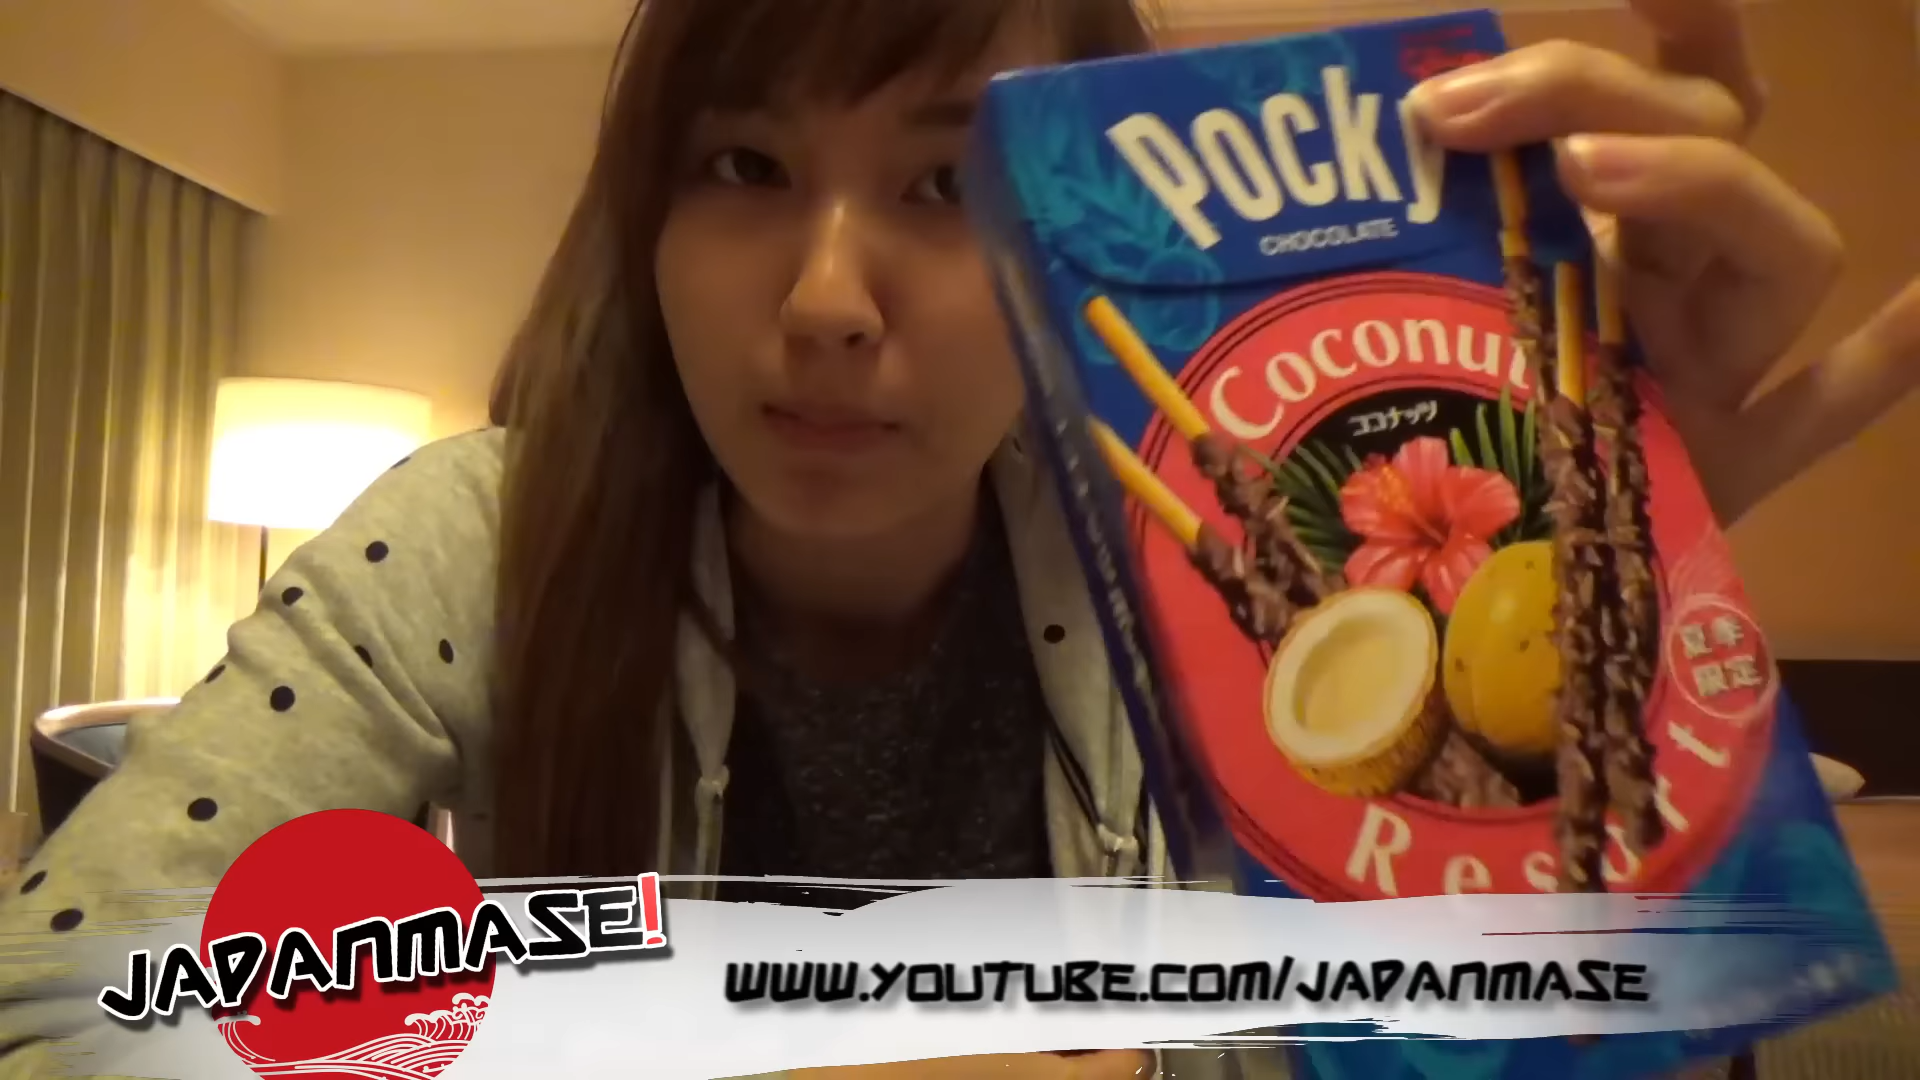 Pocky
CHOCOLATE
Coconut
ココナッツ
夏季
限定
Resort
JAPANMASE!
WWW.YOUTUBE.COM/JAPANMASE